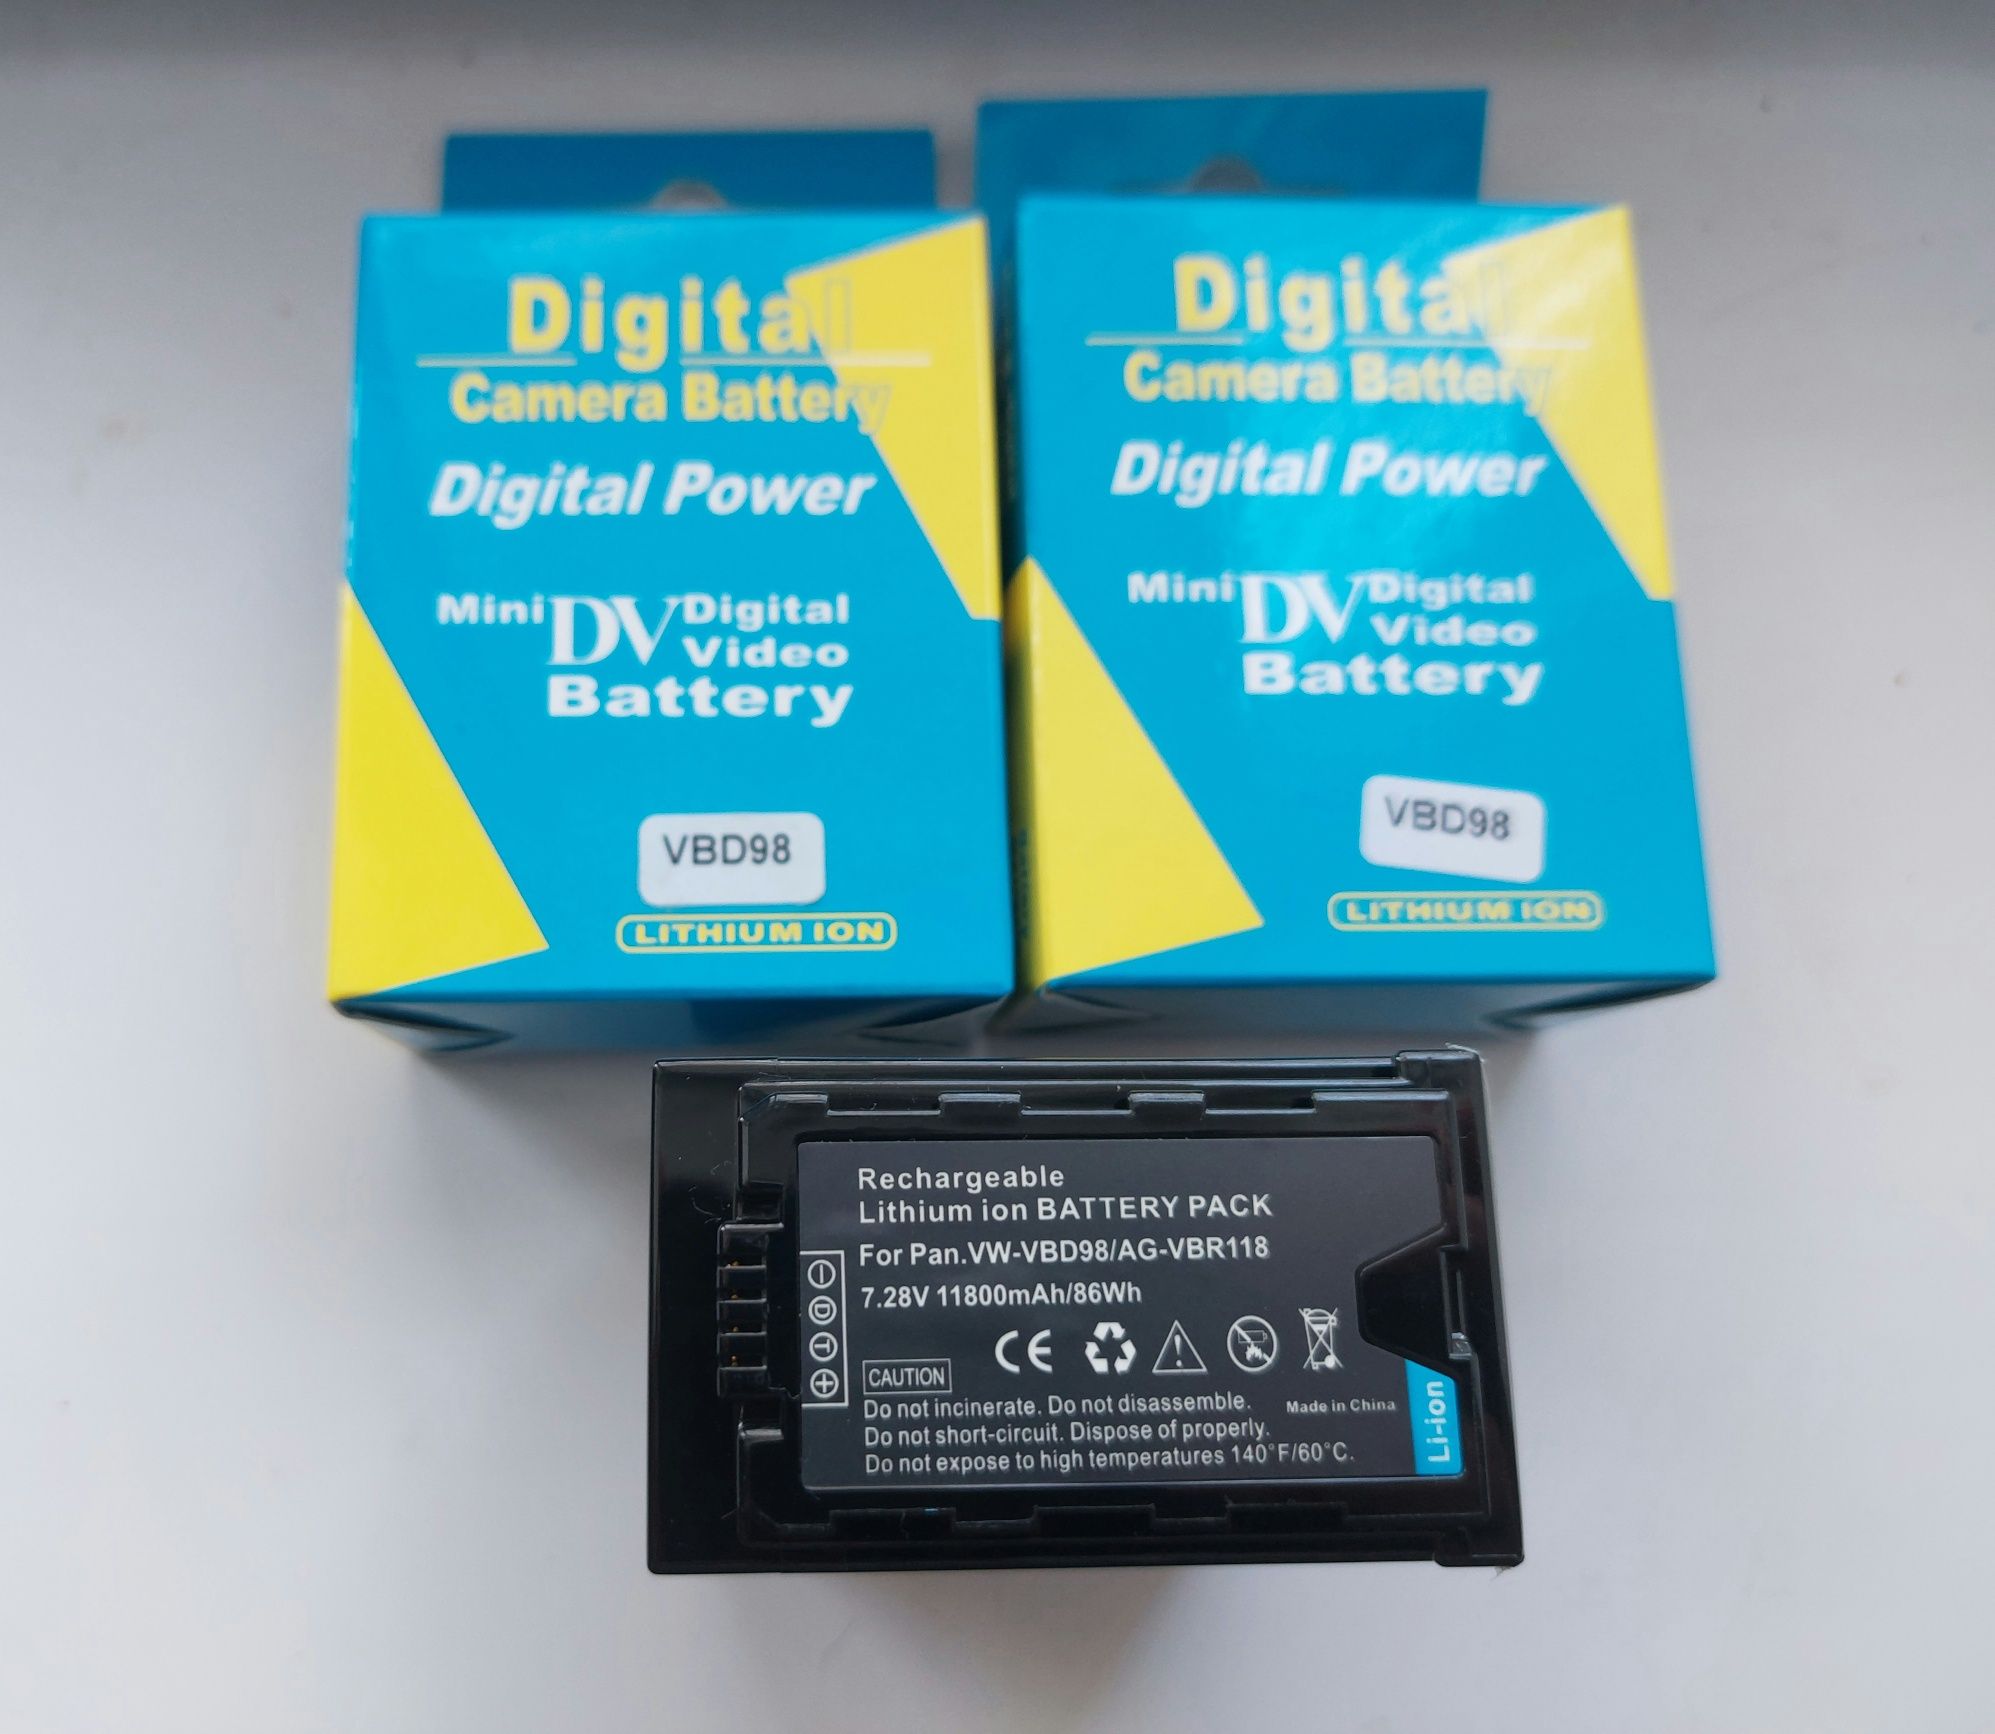 Digital
Camera Battery
Digital Power
Mini DV Digital
Video
Battery
VBD98
LITHIUM ION
Digital
Camera Battery
Digital Power
Mini DV Digital
Video
Battery
VBD98
LITHIUM ION
Rechargeable
Lithium ion BATTERY PACK
For Pan.VW-VBD98/AG-VBR118
7.28V 11800mAh/86Wh
D
T
CE
CAUTION
Do not incinerate. Do not disassemble.
Do not short-circuit. Dispose of properly.
Do not expose to high temperatures 140°F/60°C.
Made in China
Li-ion